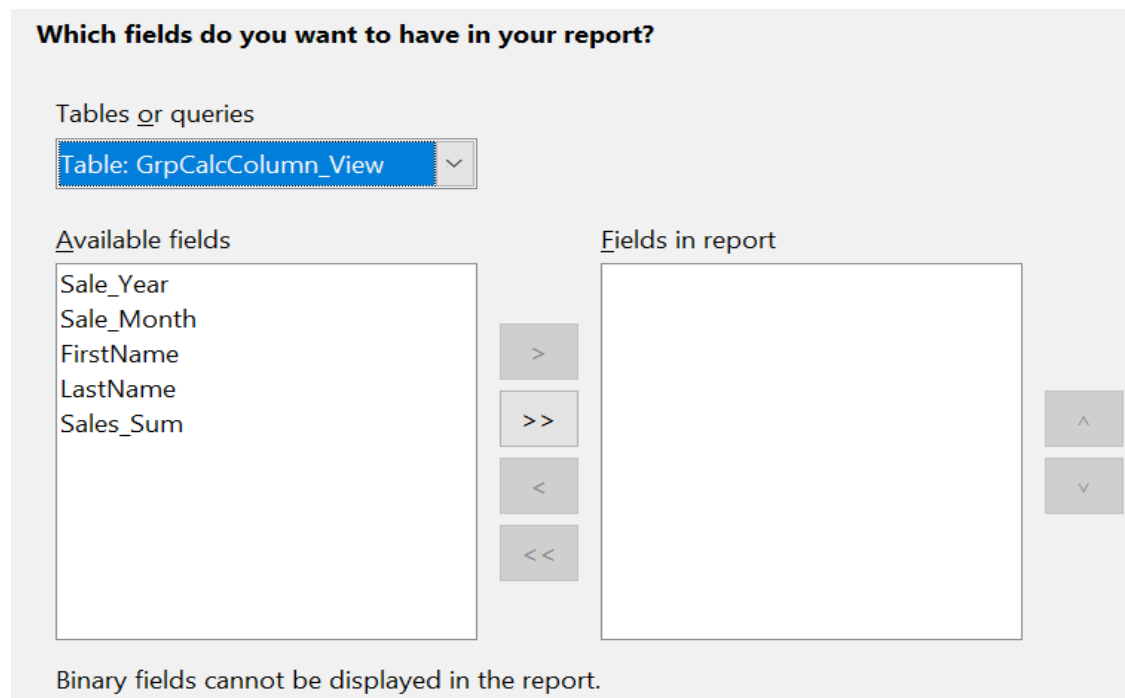 Which fields do you want to have in your report?
Tables or queries
Table: GrpCalcColumn_View
Available fields
Fields in report
Sale_Year
Sale_Month
FirstName
LastName
Sales_Sum
>
>>
<
<<
^
v
Binary fields cannot be displayed in the report.